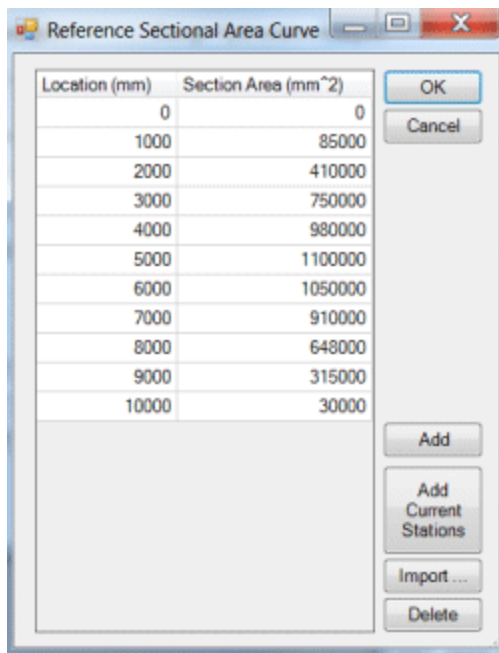 Reference Sectional Area Curve
Location (mm) Section Area (mm^2)
0 0
1000 85000
2000 410000
3000 750000
4000 980000
5000 1100000
6000 1050000
7000 910000
8000 648000
9000 315000
10000 30000
OK
Cancel
Add
Add
Current
Stations
Import ...
Delete